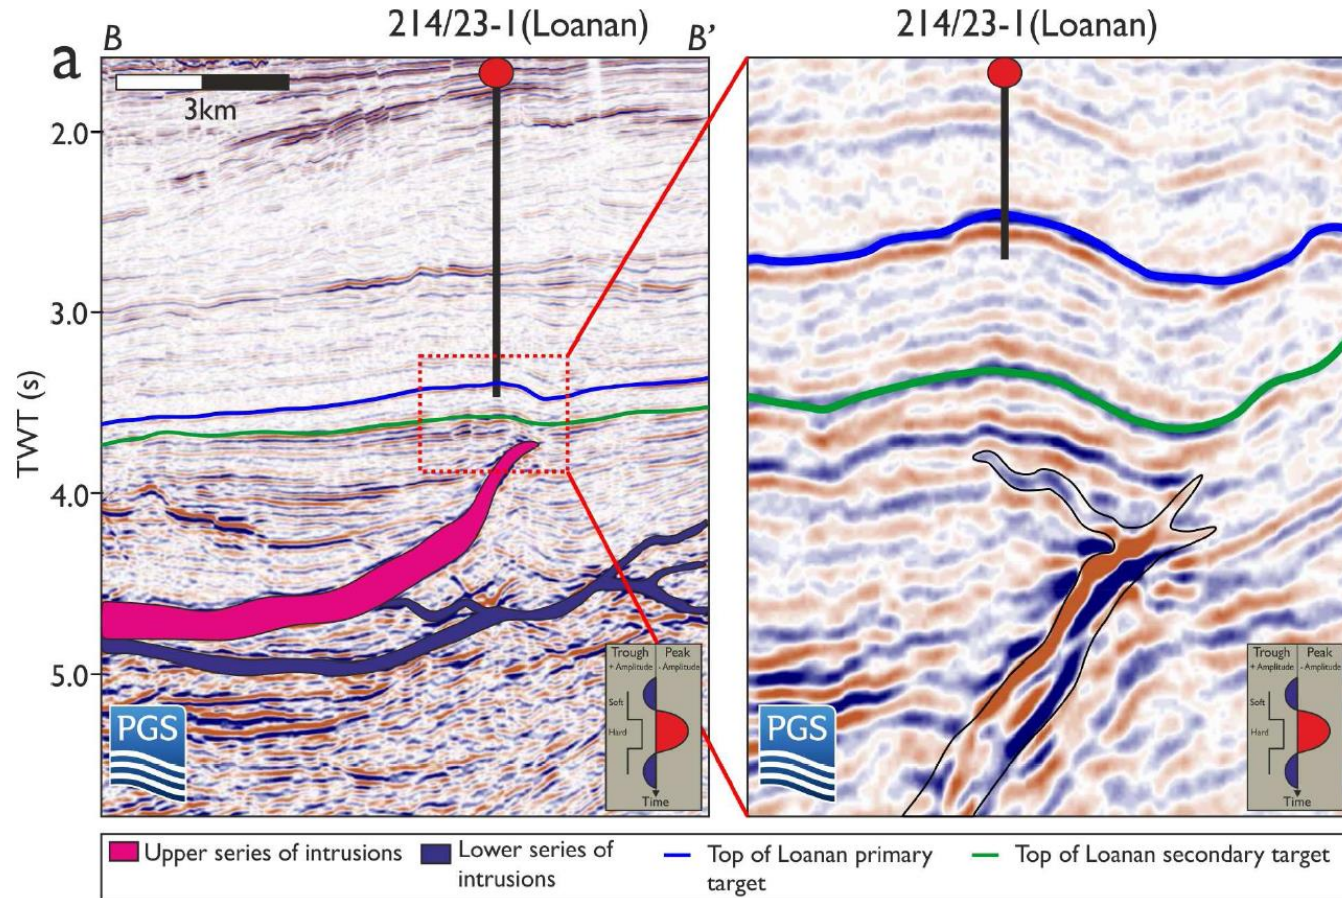 a
B
214/23-1(Loanan)
B’
214/23-1(Loanan)
3km
2.0
3.0
4.0
5.0
TWT (s)
PGS
Trough Peak
+ Amplitude - Amplitude
Soft
Hard
Time
PGS
Trough Peak
+ Amplitude - Amplitude
Soft
Hard
Time
Upper series of intrusions
Lower series of
intrusions
Top of Loanan primary
target
Top of Loanan secondary target